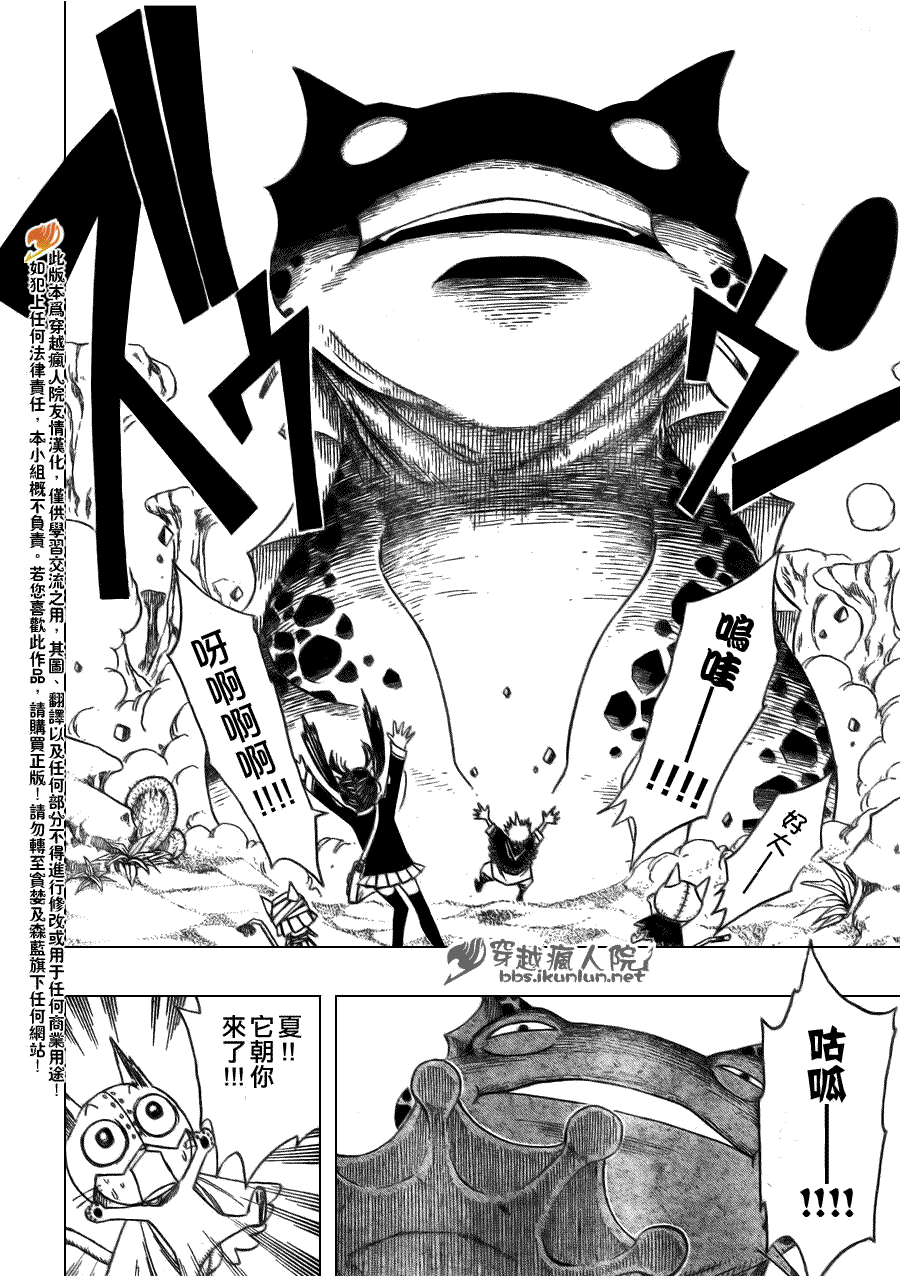 ズウン
嗚哇——!!!!
好大——
呀啊啊啊!!!!
咕呱——!!!!
夏!!
它朝你
來了!!!
穿越瘋人院
bbs.ikunlun.net
此版本爲穿越瘋人院友情漢化，僅供學習交流之用，其圖、翻譯以及任何部分不得進行修改或用于任何商業用途！
如犯上任何法律責任，本小組概不負責。若您喜歡此作品，請購買正版！請勿轉至貪婪及森藍旗下任何網站！